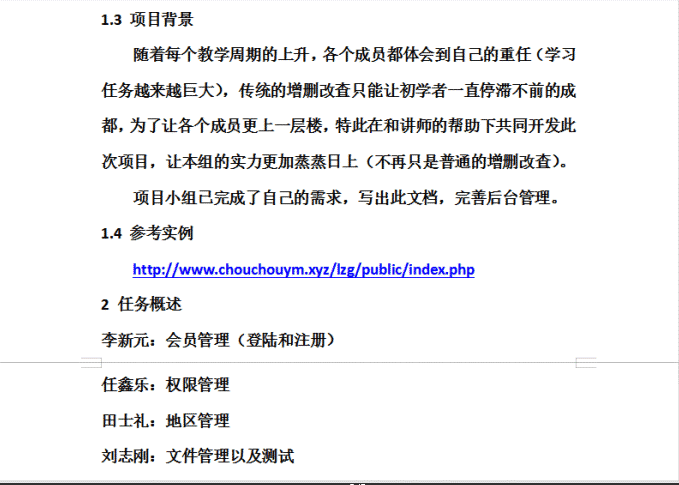 1.3 项目背景
随着每个教学周期的上升，各个成员都体会到自己的重任（学习
任务越来越巨大），传统的增删改查只能让初学者一直停滞不前的成
都，为了让各个成员更上一层楼，特此在和讲师的帮助下共同开发此
次项目，让本组的实力更加蒸蒸日上（不再只是普通的增删改查）。
项目小组已完成了自己的需求，写出此文档，完善后台管理。
1.4 参考实例
http://www.chouchouym.xyz/lzg/public/index.php
2 任务概述
李新元：会员管理（登陆和注册）
任鑫乐：权限管理
田士礼：地区管理
刘志刚：文件管理以及测试